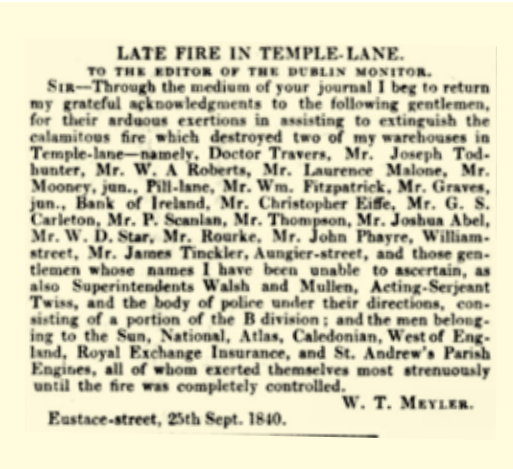 LATE FIRE IN TEMPLE-LANE.
TO THE EDITOR OF THE DUBLIN MONITOR.
SIR—Through the medium of your journal I beg to return
my grateful acknowledgments to the following gentlemen,
for their arduous exertions in assisting to extinguish the
calamitous fire which destroyed two of my warehouses in
Temple-lane—namely, Doctor Travers, Mr. Joseph Tod-
hunter, Mr. W. A Roberts, Mr. Laurence Malone, Mr.
Mooney, jun., Pill-lane, Mr. Wm. Fitzpatrick, Mr. Graves,
jun., Bank of Ireland, Mr. Christopher Eiffe, Mr. G. S.
Carleton, Mr. P. Scanlan, Mr. Thompson, Mr. Joshua Abel,
Mr. W. D. Star, Mr. Rourke, Mr. John Phayre, William-
street, Mr. James Tinckler, Aungier-street, and those gen-
tlemen whose names I have been unable to ascertain, as
also Superintendents Walsh and Mullen, Acting-Serjeant
Twiss, and the body of police under their directions, con-
sisting of a portion of the B division; and the men belong-
ing to the Sun, National, Atlas, Caledonian, West of Eng-
land, Royal Exchange Insurance, and St. Andrew's Parish
Engines, all of whom exerted themselves most strenuously
until the fire was completely controlled.
W. T. MEYLER.
Eustace-street, 25th Sept. 1840.